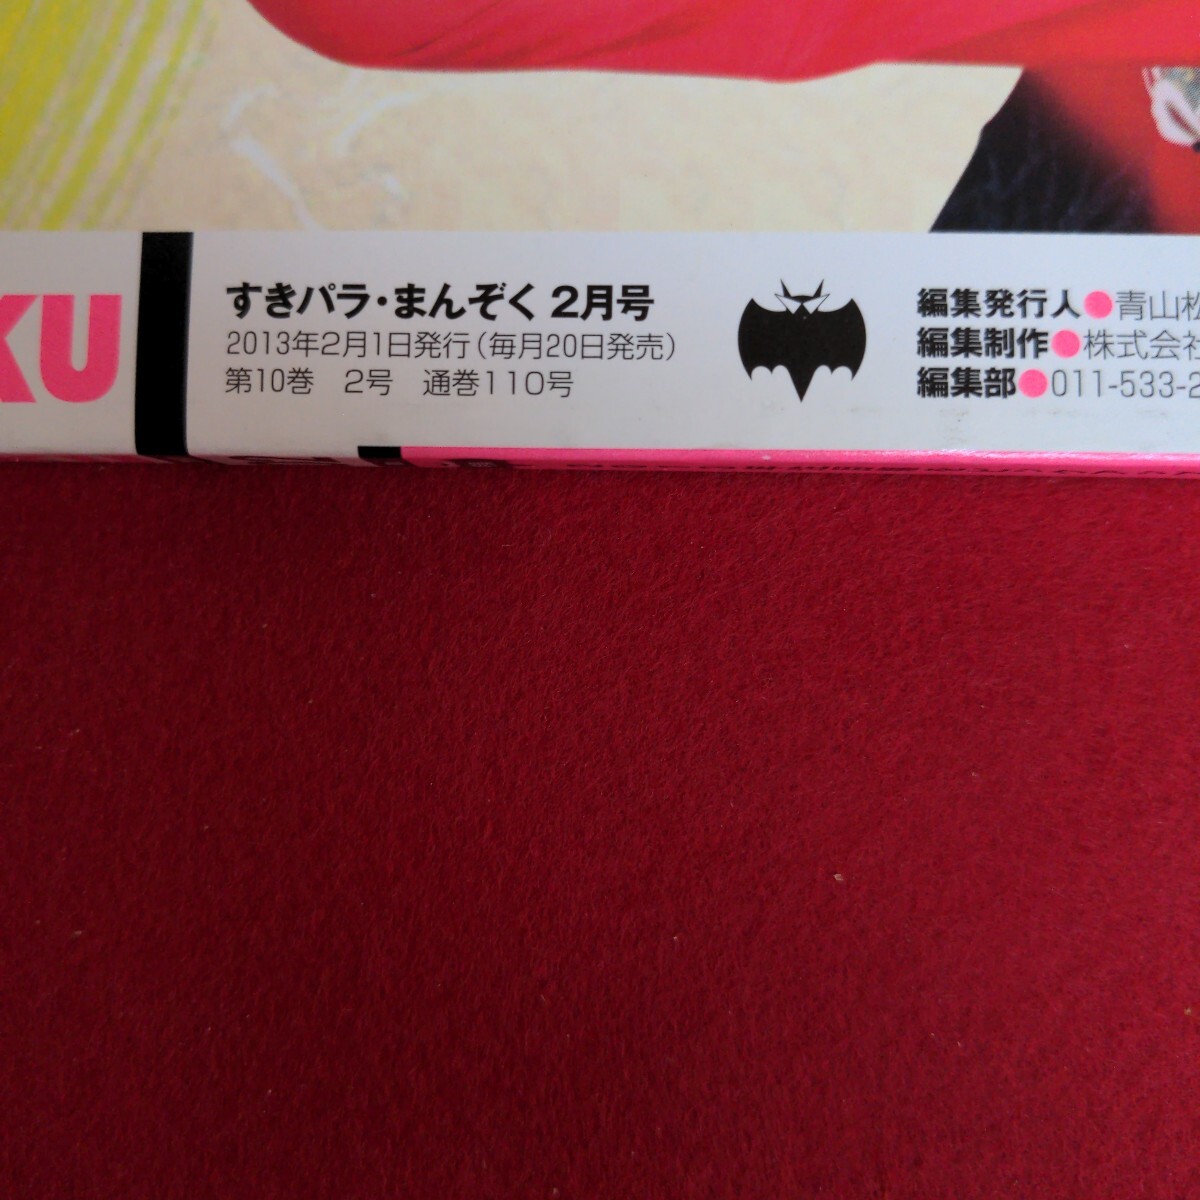 KU
すきパラ・まんぞく 2月号
2013年2月1日発行（毎月20日発売）
第10巻　2号　通巻110号
編集発行人●青山松
編集制作●株式会社
編集部●011-533-2